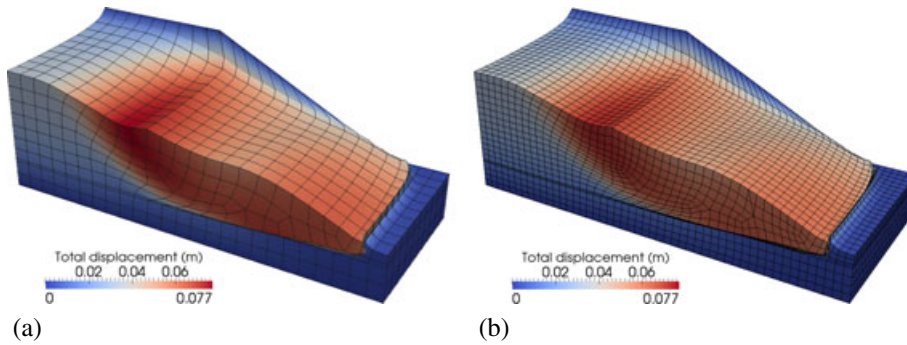 Total displacement (m)
0.02 0.04 0.06
0 0.077
(a)
Total displacement (m)
0.02 0.04 0.06
0 0.077
(b)